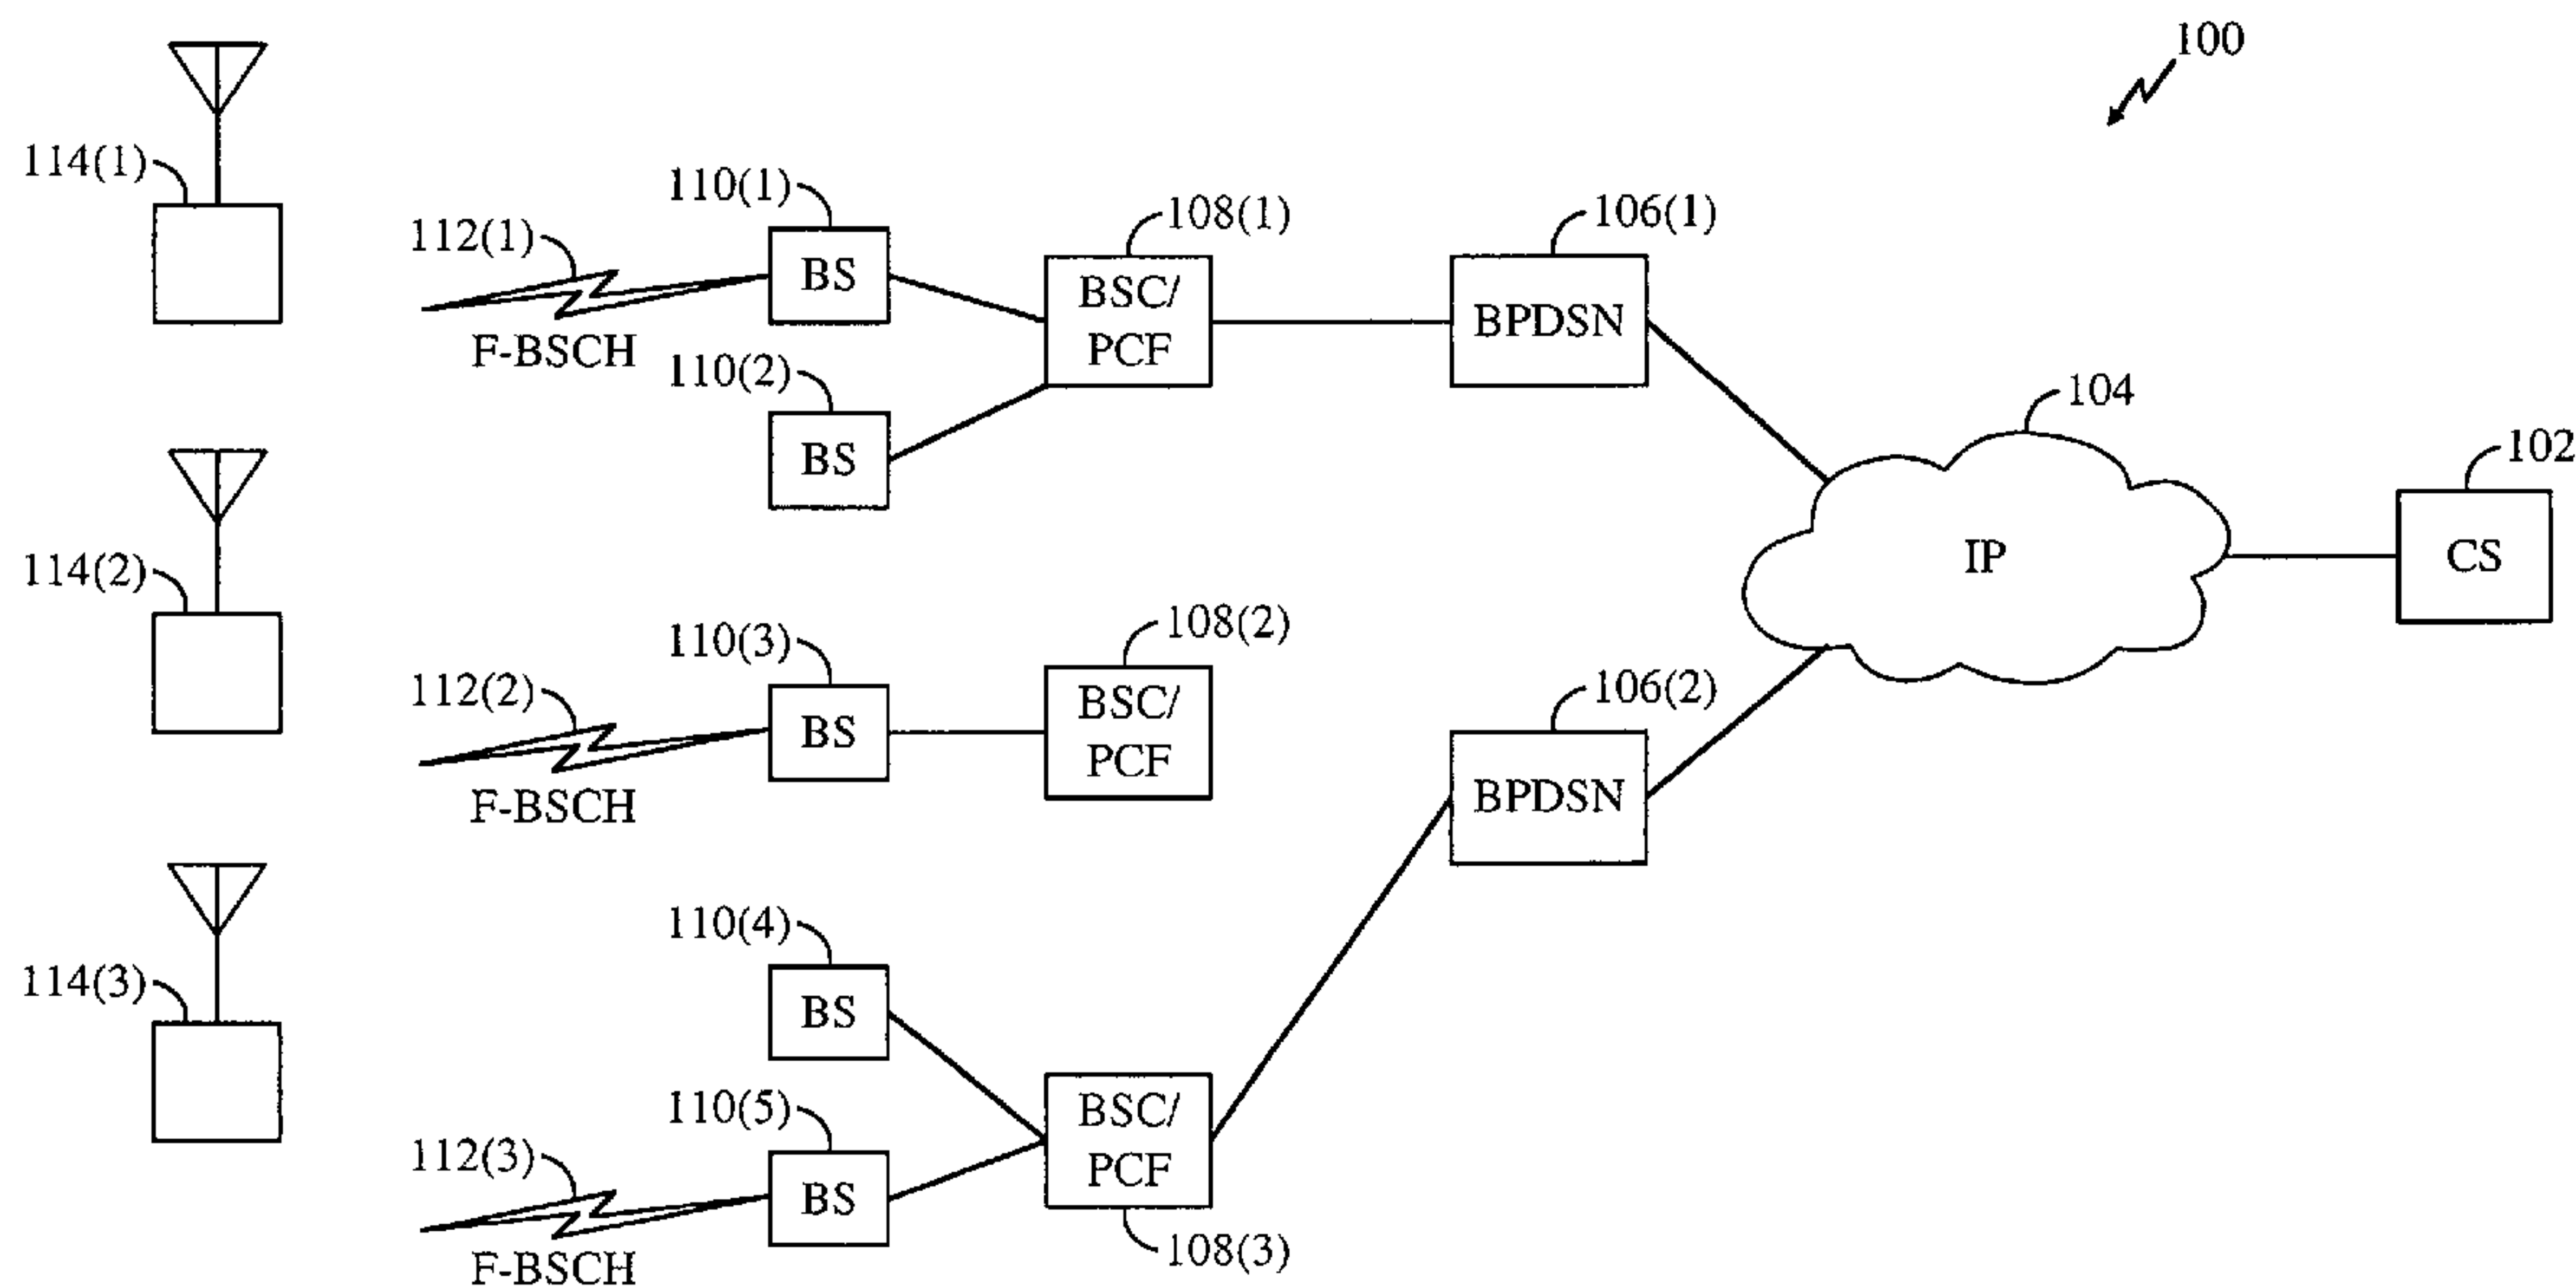 100
114(1)
110(1)
112(1)
BS
F-BSCH
108(1)
BSC/
PCF
106(1)
BPDSN
110(2)
BS
104
IP
102
CS
114(2)
110(3)
112(2)
BS
F-BSCH
108(2)
BSC/
PCF
106(2)
BPDSN
114(3)
110(4)
BS
110(5)
112(3)
BS
F-BSCH
BSC/
PCF
108(3)